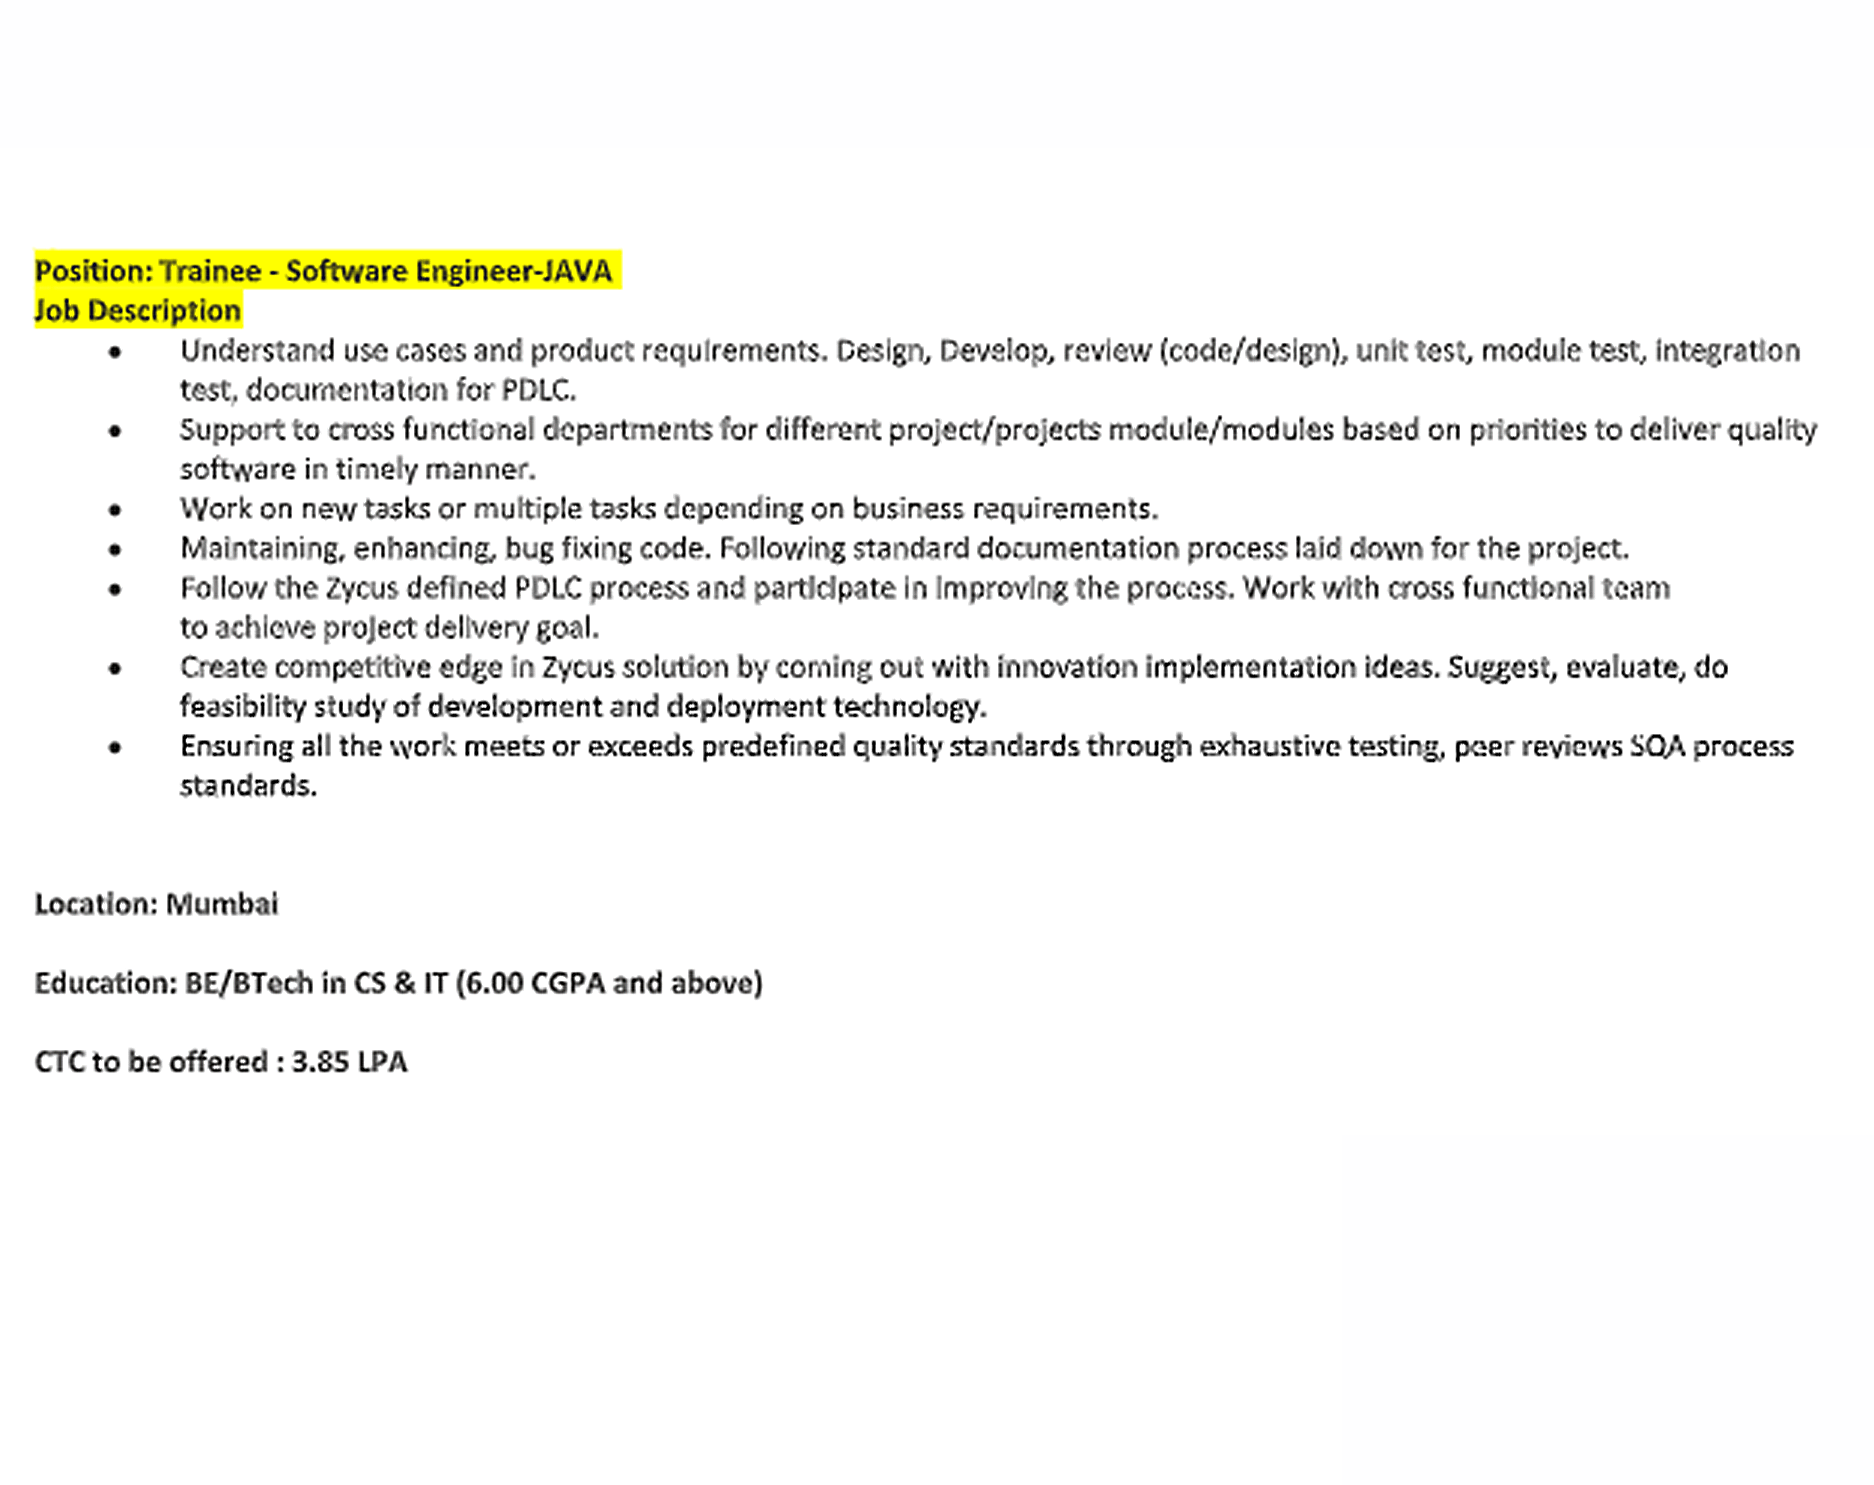 Position: Trainee - Software Engineer-JAVA
Job Description
• Understand use cases and product requirements. Design, Develop, review (code/design), unit test, module test, integration
test, documentation for PDLC.
• Support to cross functional departments for different project/projects module/modules based on priorities to deliver quality
software in timely manner.
• Work on new tasks or multiple tasks depending on business requirements.
• Maintaining, enhancing, bug fixing code. Following standard documentation process laid down for the project.
• Follow the Zycus defined PDLC process and participate in improving the process. Work with cross functional team
to achieve project delivery goal.
• Create competitive edge in Zycus solution by coming out with innovation implementation ideas. Suggest, evaluate, do
feasibility study of development and deployment technology.
• Ensuring all the work meets or exceeds predefined quality standards through exhaustive testing, peer reviews SQA process
standards.
Location: Mumbai
Education: BE/BTech in CS & IT (6.00 CGPA and above)
CTC to be offered : 3.85 LPA